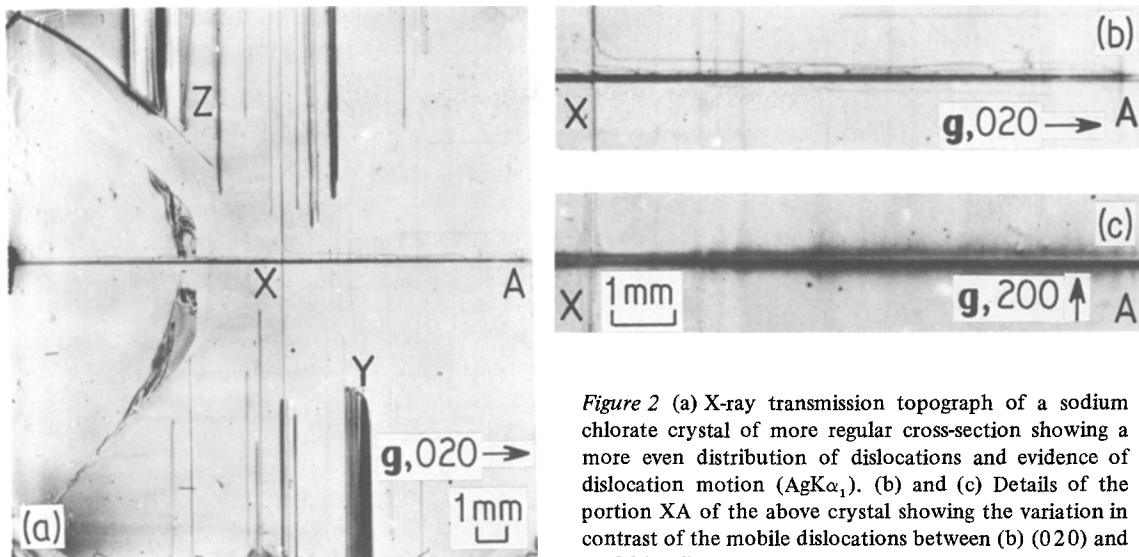 Z
X
A
Y
g,020 →
1mm
(a)
(b)
X
A
g,020 →
(c)
X
1mm
g,200 ↑
A
Figure 2 (a) X-ray transmission topograph of a sodium
chlorate crystal of more regular cross-section showing a
more even distribution of dislocations and evidence of
dislocation motion (AgKα₁). (b) and (c) Details of the
portion XA of the above crystal showing the variation in
contrast of the mobile dislocations between (b) (020) and